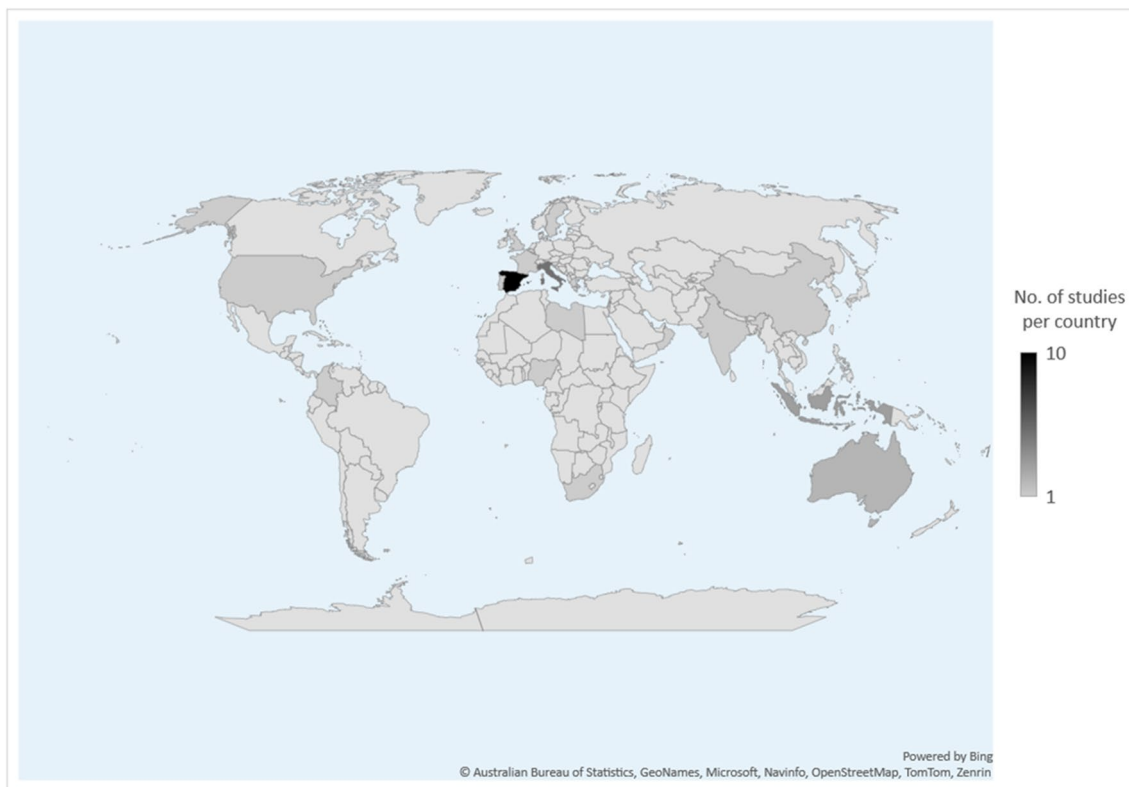 No. of studies
per country
10
1
Powered by Bing
© Australian Bureau of Statistics, GeoNames, Microsoft, Navinfo, OpenStreetMap, TomTom, Zenrin